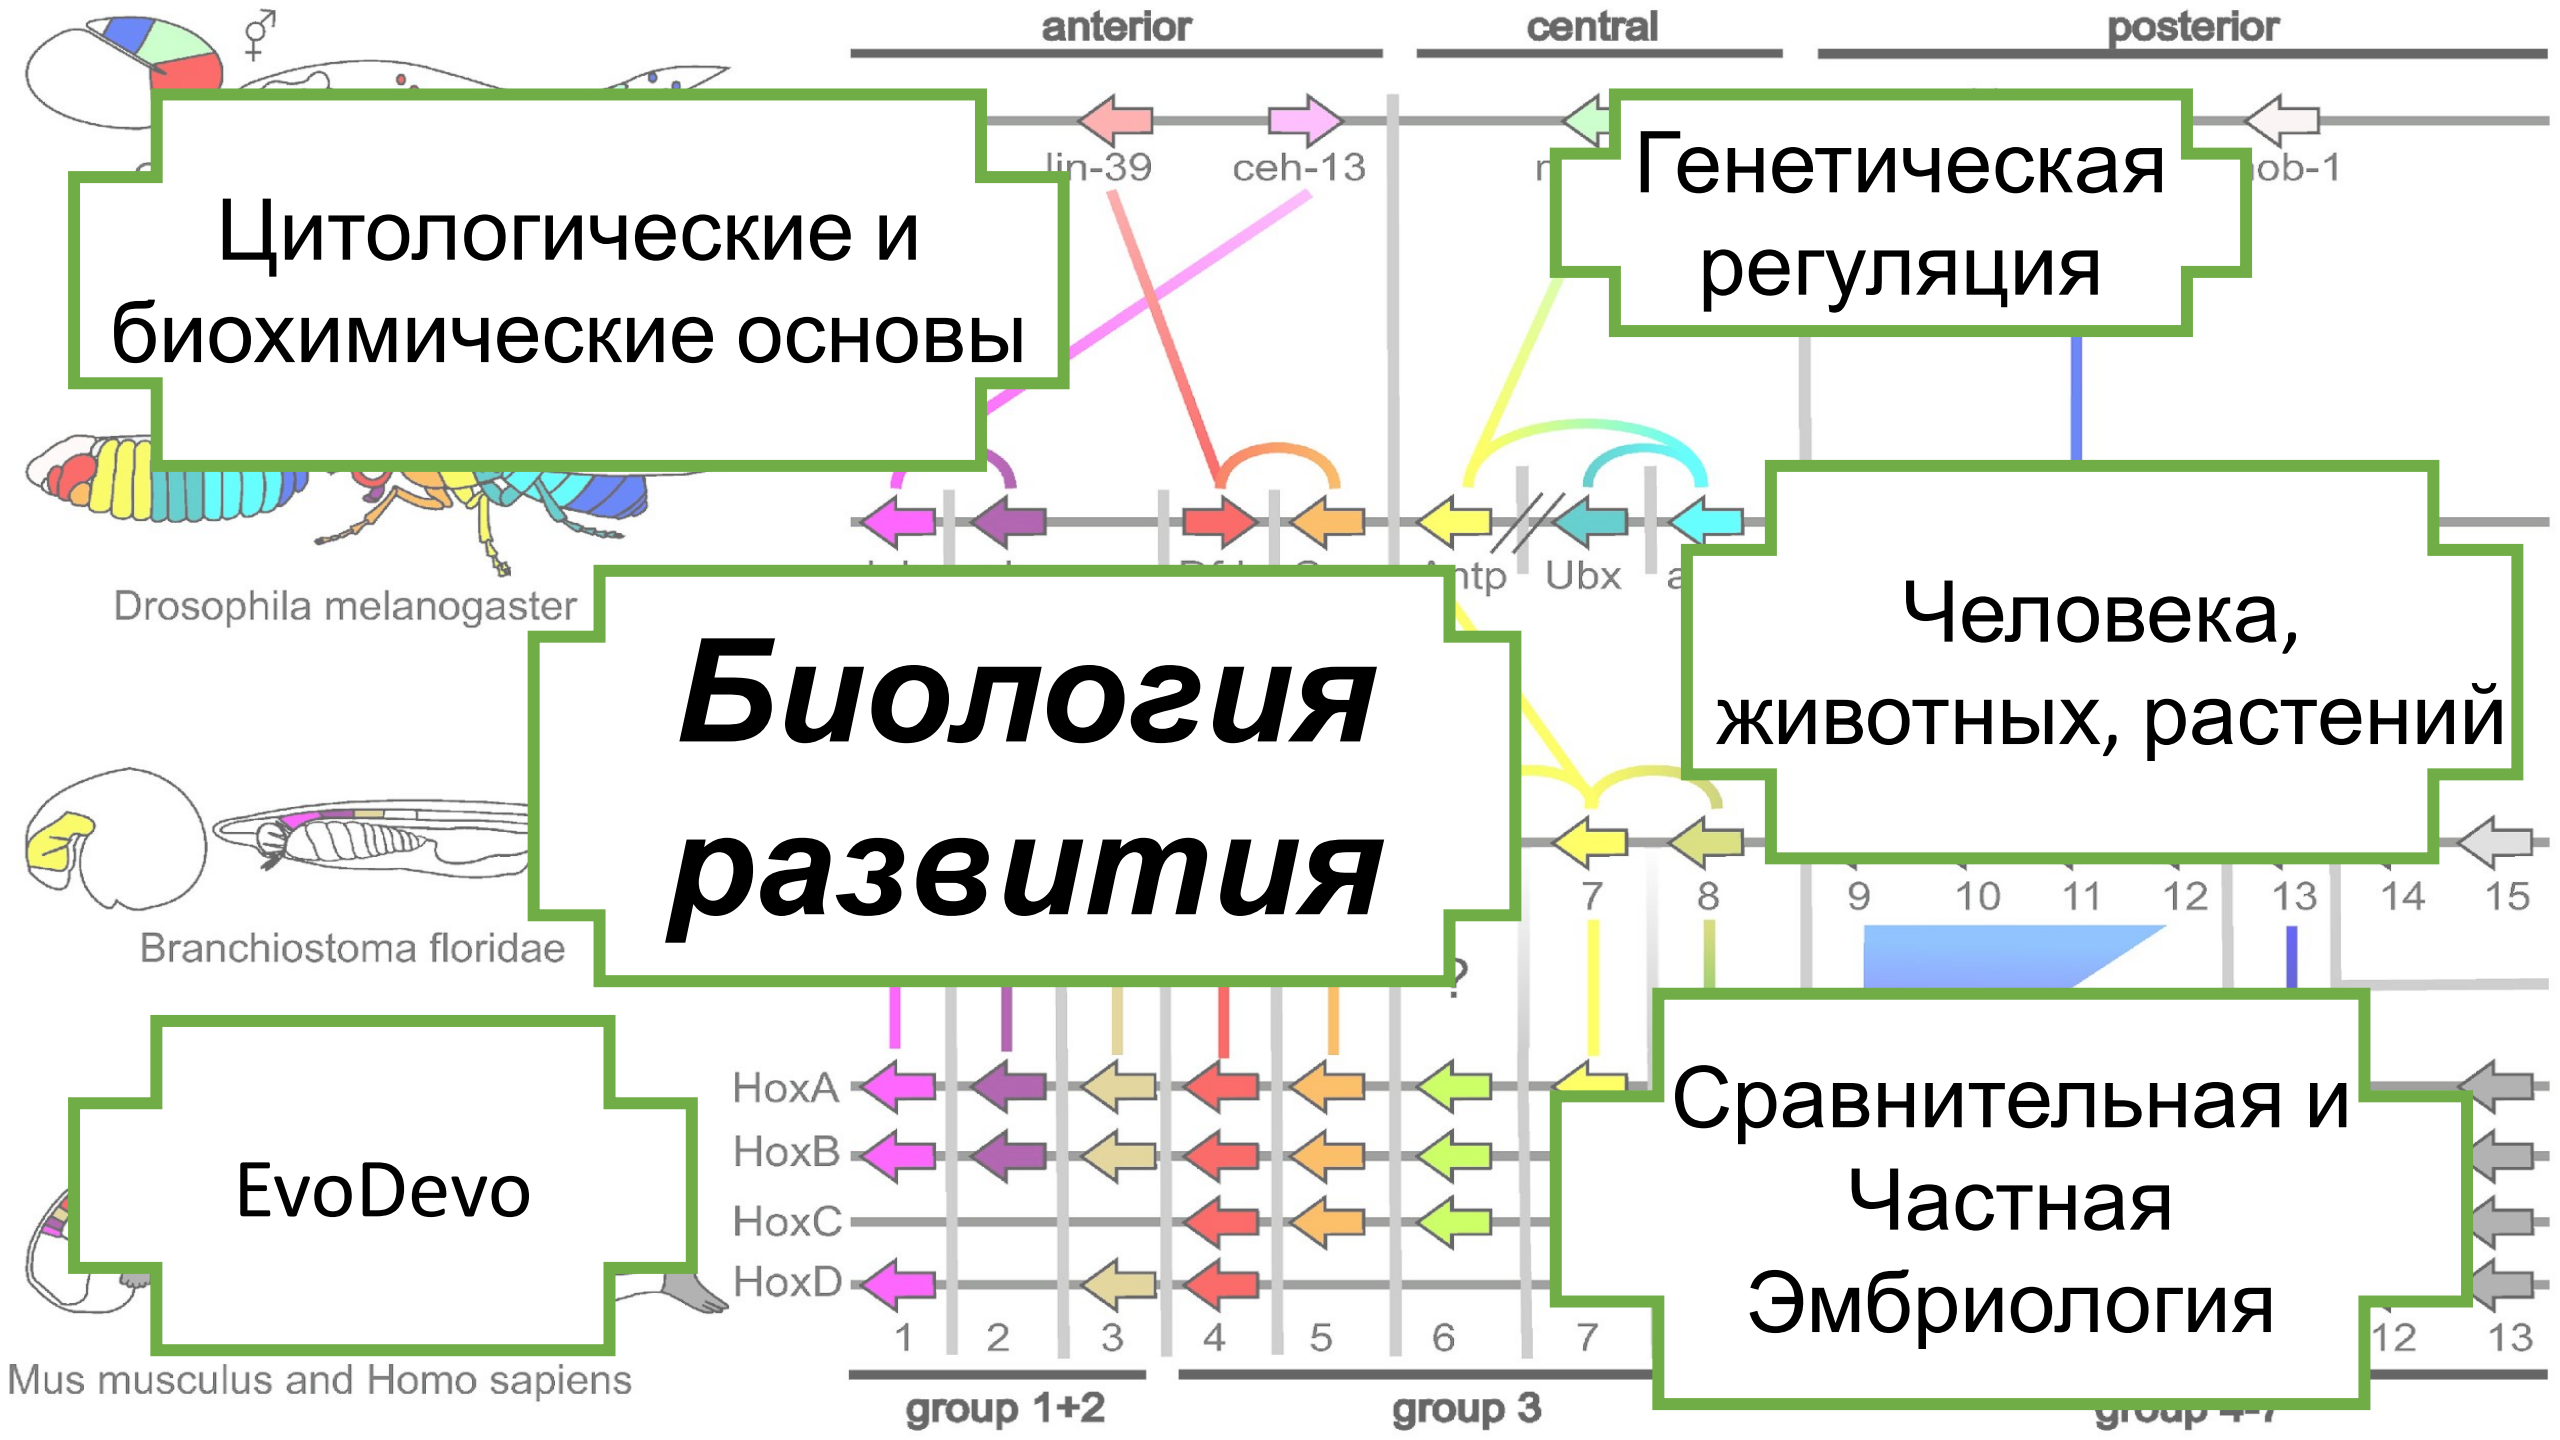 anterior
central
posterior
lin-39
ceh-13
Цитологические и
биохимические основы
Генетическая
регуляция
Drosophila melanogaster
Ubx
Биология
развития
Человека,
животных, растений
7
8
9
10
11
12
13
14
15
Branchiostoma floridae
?
EvoDevo
HoxA
HoxB
HoxC
HoxD
Сравнительная и
Частная
Эмбриология
1
2
3
4
5
6
7
12
13
Mus musculus and Homo sapiens
group 1+2
group 3